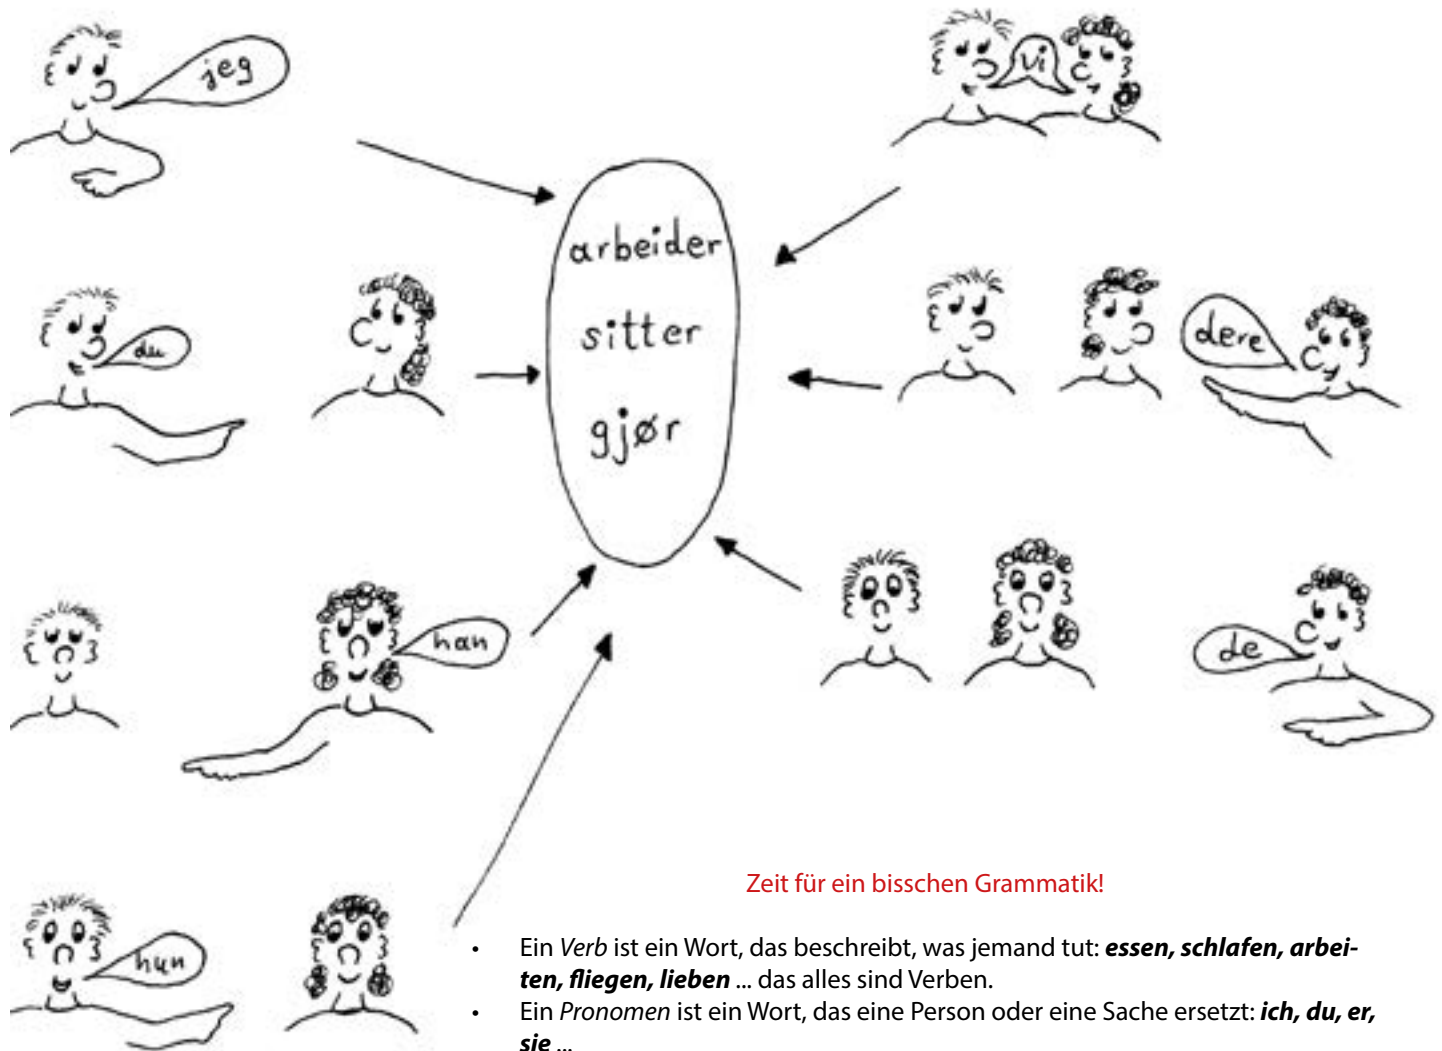 jeg
vi
arbeider
sitter
gjør
du
dere
han
de
hun
Zeit für ein bisschen Grammatik!
• Ein Verb ist ein Wort, das beschreibt, was jemand tut: essen, schlafen, arbei-
ten, fliegen, lieben ... das alles sind Verben.
• Ein Pronomen ist ein Wort, das eine Person oder eine Sache ersetzt: ich, du, er,
sie ...